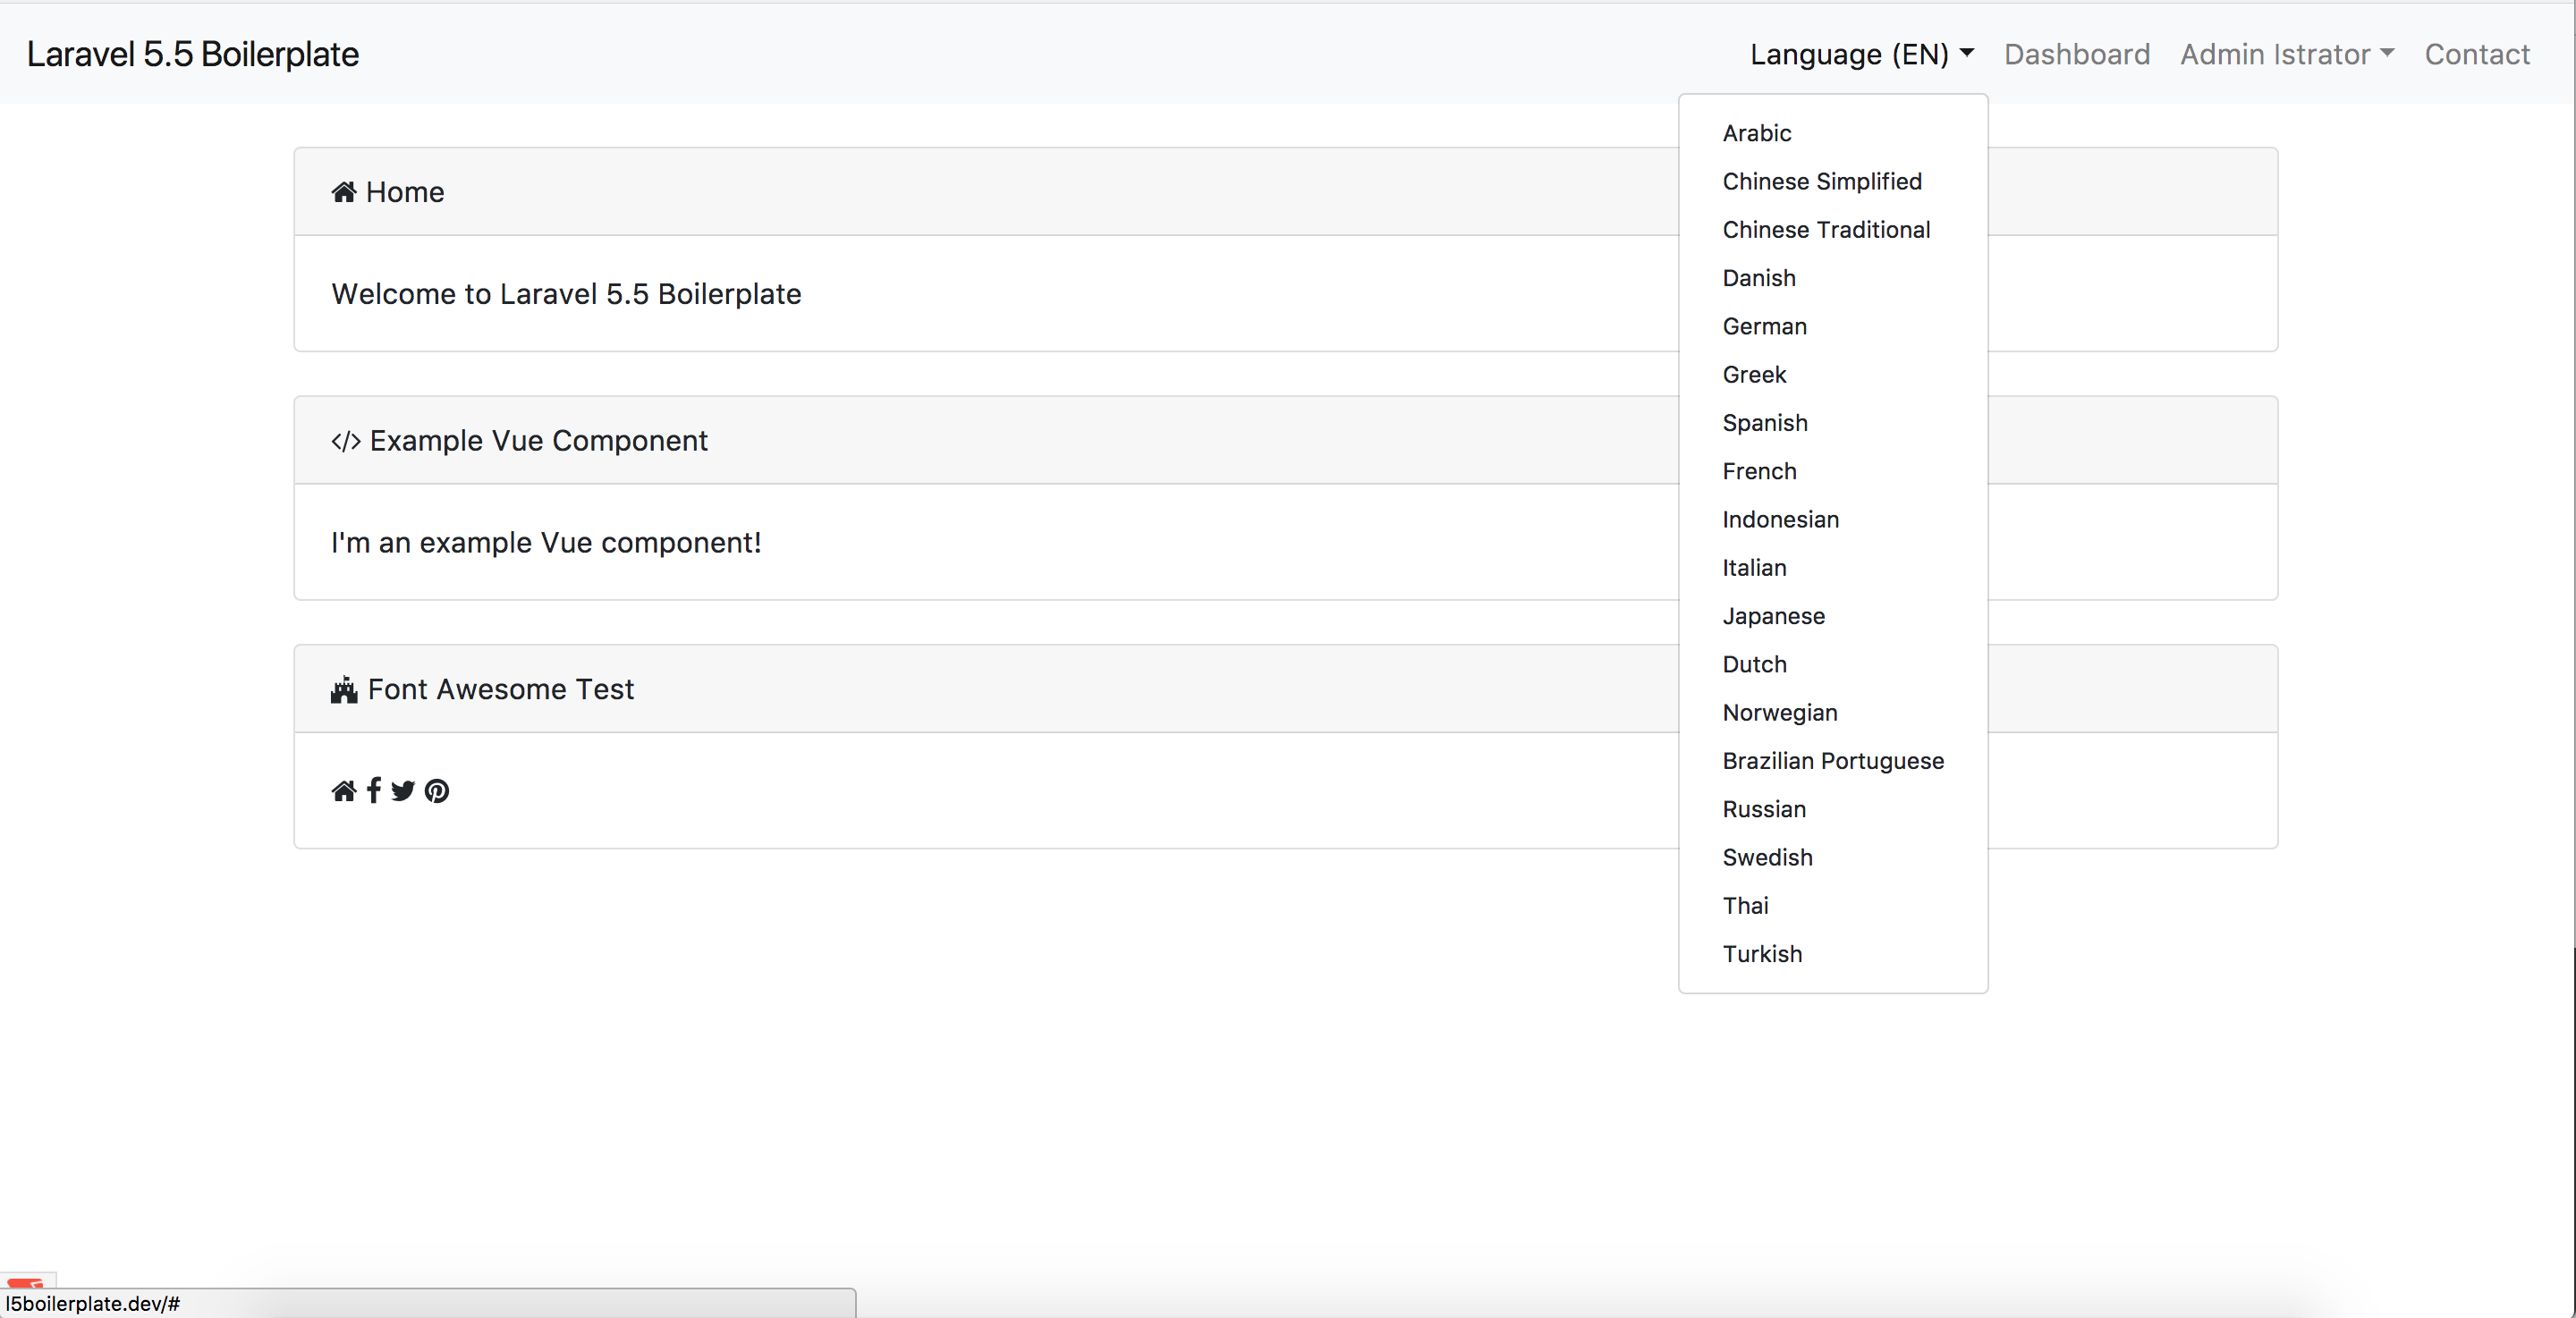 Laravel 5.5 Boilerplate
Language (EN) Dashboard Admin Istrator Contact
Arabic
Chinese Simplified
Chinese Traditional
Danish
German
Greek
Spanish
French
Indonesian
Italian
Japanese
Dutch
Norwegian
Brazilian Portuguese
Russian
Swedish
Thai
Turkish
Home
Welcome to Laravel 5.5 Boilerplate
Example Vue Component
I'm an example Vue component!
Font Awesome Test
l5boilerplate.dev/#